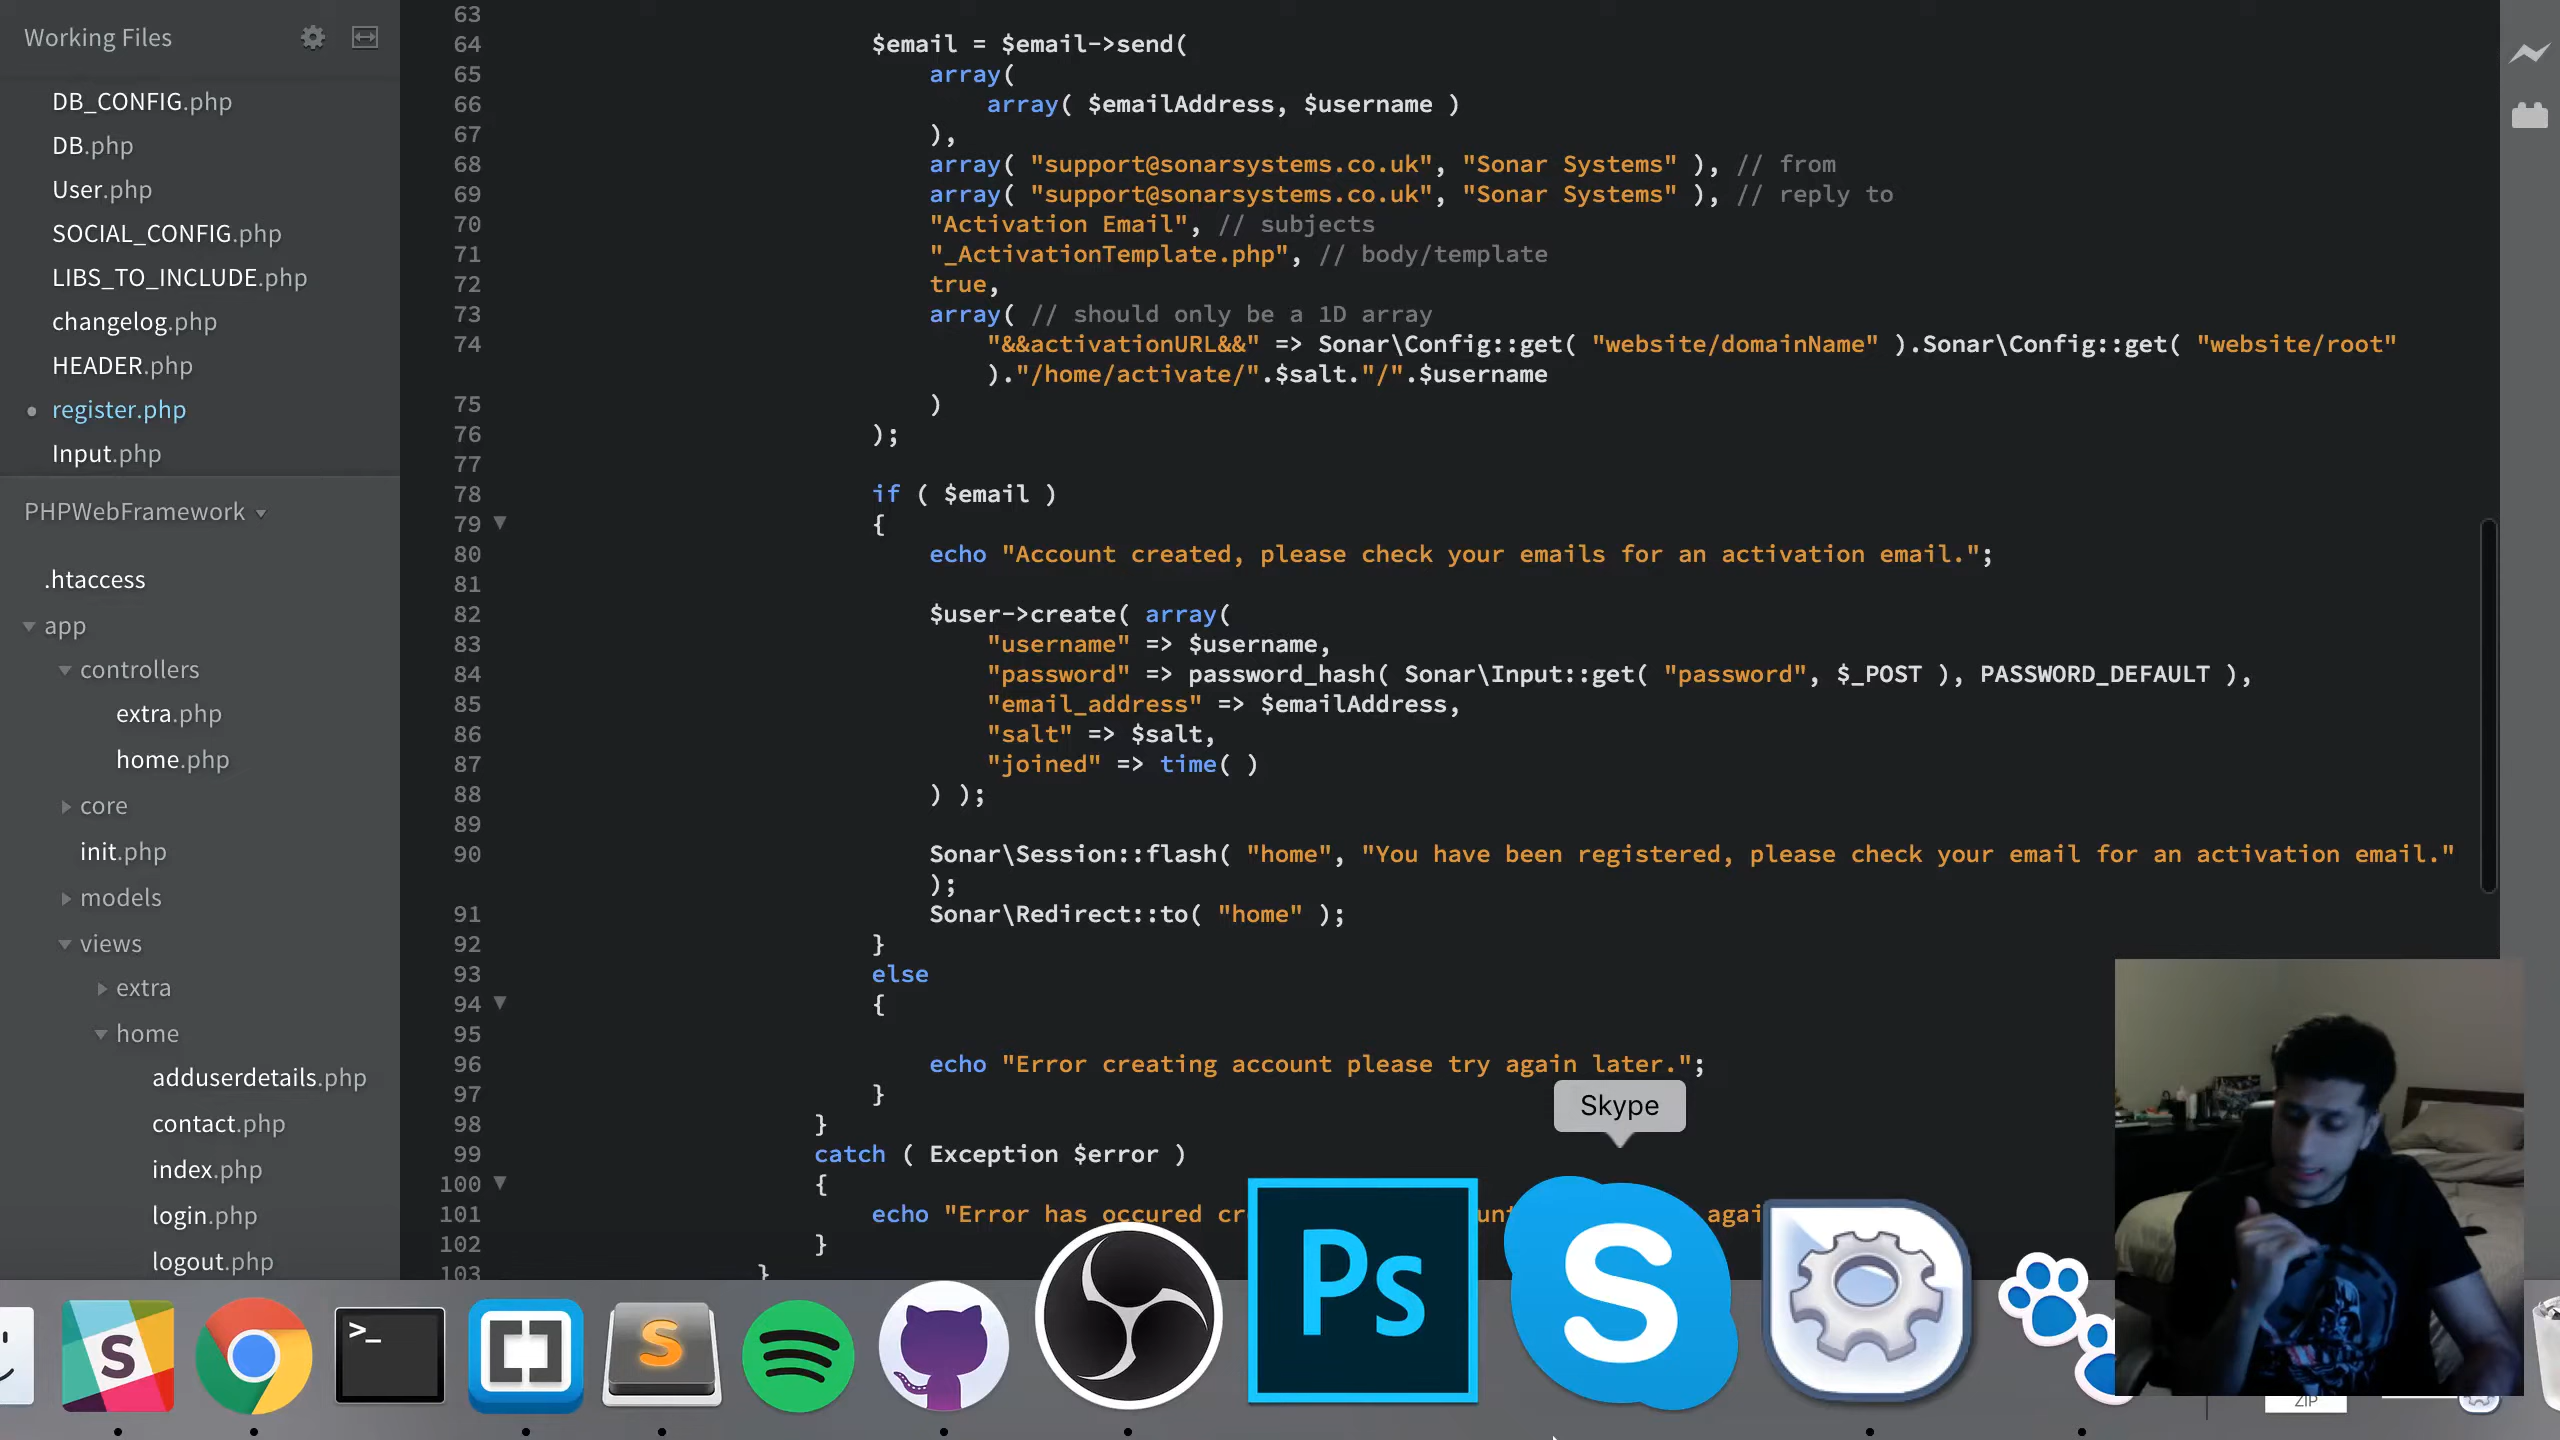 Working Files
DB_CONFIG.php
DB.php
User.php
SOCIAL_CONFIG.php
LIBS_TO_INCLUDE.php
changelog.php
HEADER.php
register.php
Input.php
PHPWebFramework
.htaccess
app
controllers
extra.php
home.php
core
init.php
models
views
extra
home
adduserdetails.php
contact.php
index.php
login.php
logout.php
63
64 $email = $email->send(
65 array(
66 array( $emailAddress, $username )
67 ),
68 array( "support@sonarsystems.co.uk", "Sonar Systems" ), // from
69 array( "support@sonarsystems.co.uk", "Sonar Systems" ), // reply to
70 "Activation Email", // subjects
71 "_ActivationTemplate.php", // body/template
72 true,
73 array( // should only be a 1D array
74 "&&activationURL&&" => Sonar\Config::get( "website/domainName" ).Sonar\Config::get( "website/root"
)."/home/activate/".$salt."/".$username
75 )
76 );
77
78 if ( $email )
79 {
80 echo "Account created, please check your emails for an activation email.";
81
82 $user->create( array(
83 "username" => $username,
84 "password" => password_hash( Sonar\Input::get( "password", $_POST ), PASSWORD_DEFAULT ),
85 "email_address" => $emailAddress,
86 "salt" => $salt,
87 "joined" => time( )
88 ) );
89
90 Sonar\Session::flash( "home", "You have been registered, please check your email for an activation email."
);
91 Sonar\Redirect::to( "home" );
92 }
93 else
94 {
95
96 echo "Error creating account please try again later.";
97 }
98 }
99 catch ( Exception $error )
100 {
101 echo "Error has occured
102 }
103 }
Skype
S
>_
S
Ps
S
ZIP